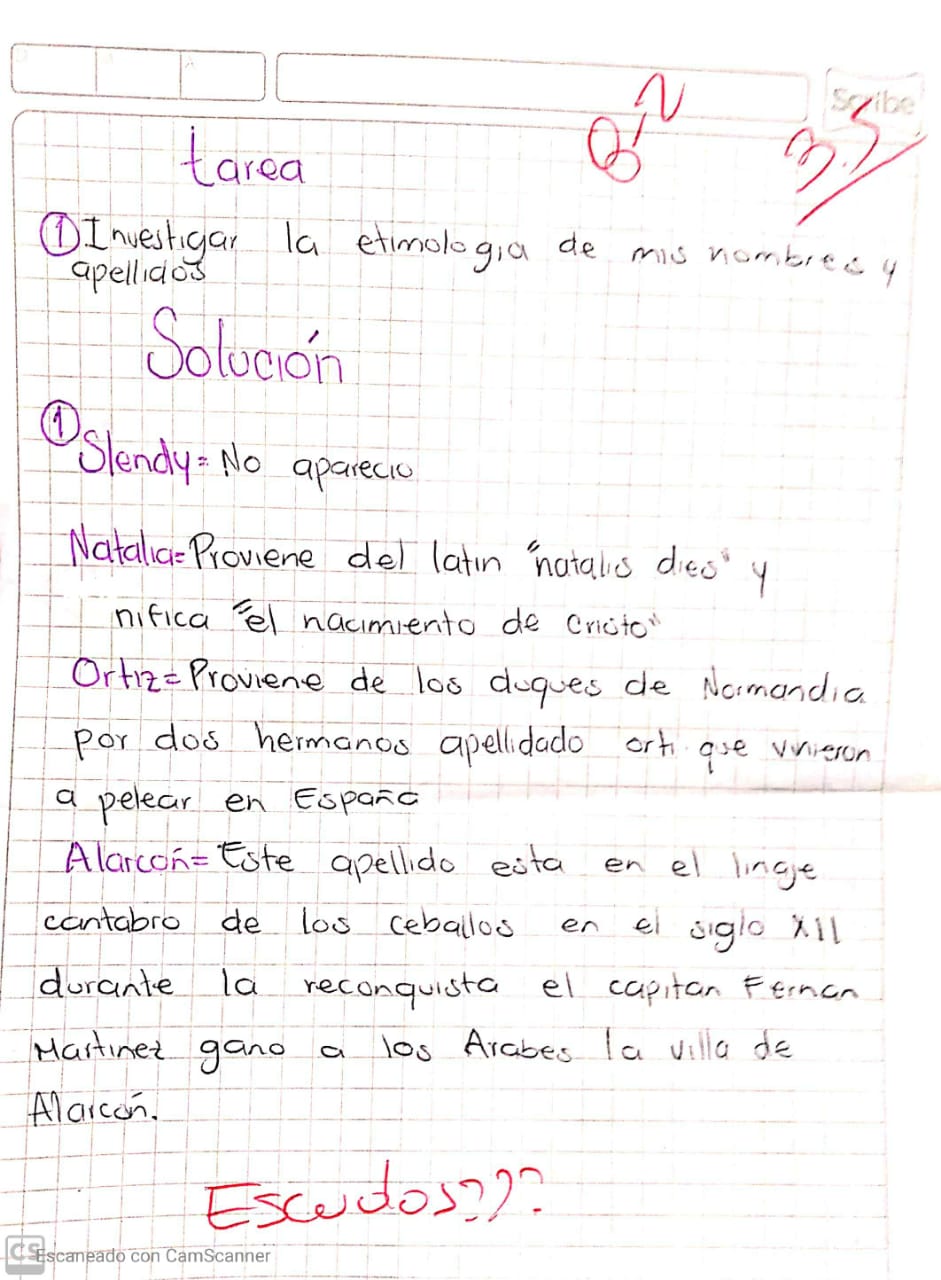 Scribe
8,2
3.5
tarea
① Investigar la etimologia de mis nombres y
apellidos
Solución
①
Slendy = No aparecio
Natalia = Proviene del latin "natalis dies" y
nifica "el nacimiento de Cristo"
Ortiz = Proviene de los duques de Normandia
por dos hermanos apellidado orti que vinieron
a pelear en España
Alarcón = Este apellido esta en el linaje
cantabro de los ceballos en el siglo XII
durante la reconquista el capitan Fernan
Martinez gano a los Arabes la villa de
Alarcón.
Escudos???
CS Escaneado con CamScanner